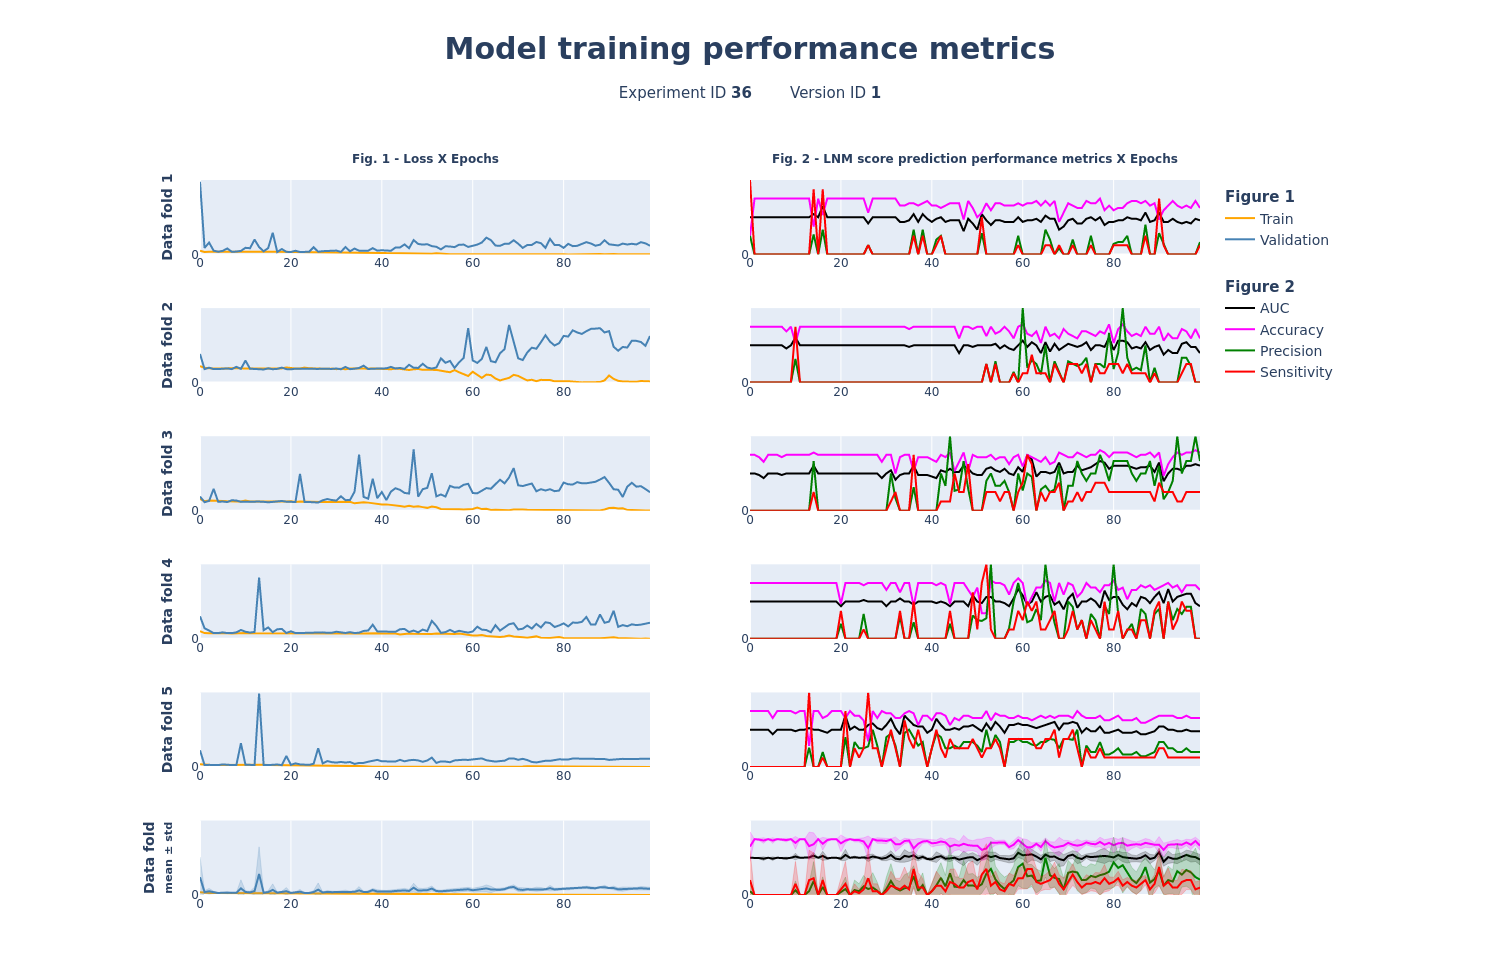 Model training performance metrics
Experiment ID 36 Version ID 1
Fig. 1 - Loss X Epochs
Fig. 2 - LNM score prediction performance metrics X Epochs
Figure 1
Train
Validation
Figure 2
AUC
Accuracy
Precision
Sensitivity
Data fold 1
0
0 20 40 60 80
0
0 20 40 60 80
Data fold 2
0
0 20 40 60 80
0
0 20 40 60 80
Data fold 3
0
0 20 40 60 80
0
0 20 40 60 80
Data fold 4
0
0 20 40 60 80
0
0 20 40 60 80
Data fold 5
0
0 20 40 60 80
0
0 20 40 60 80
Data fold
mean ± std
0
0 20 40 60 80
0
0 20 40 60 80